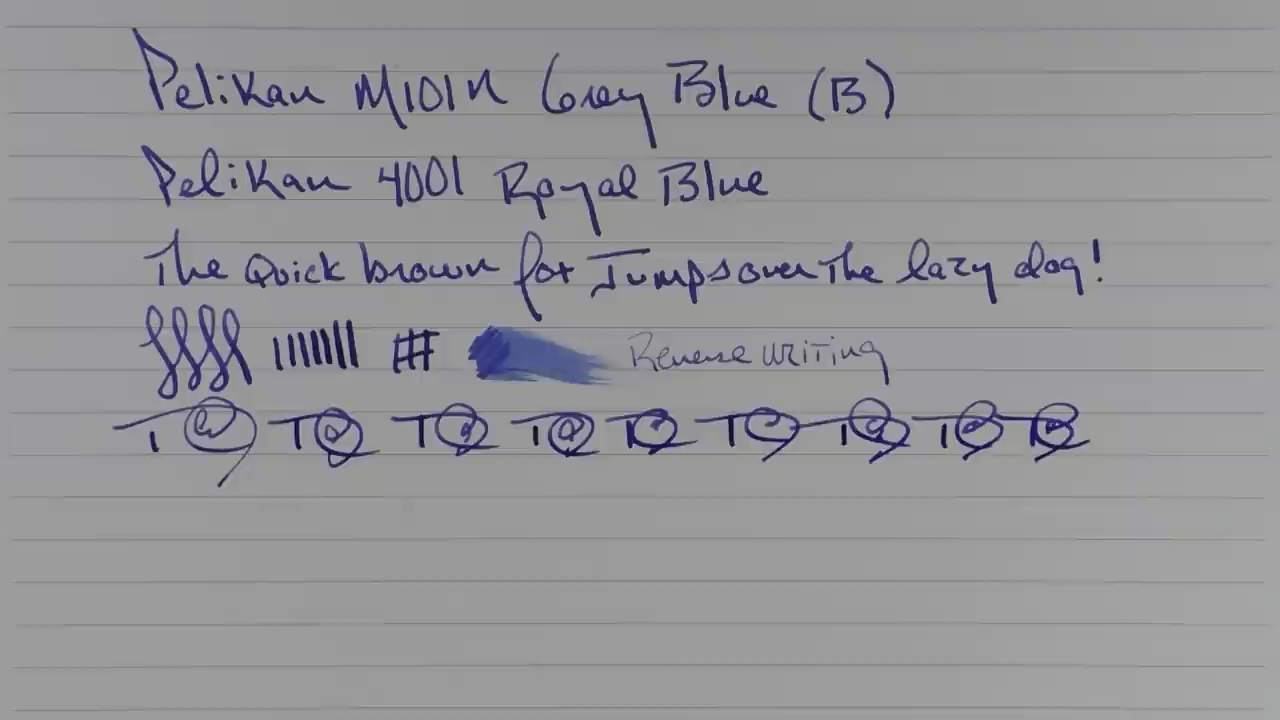 Pelikan M101N Grey Blue (B)
Pelikan 4001 Royal Blue
The Quick brown fox Jumps over The lazy dog!
Reverse writing